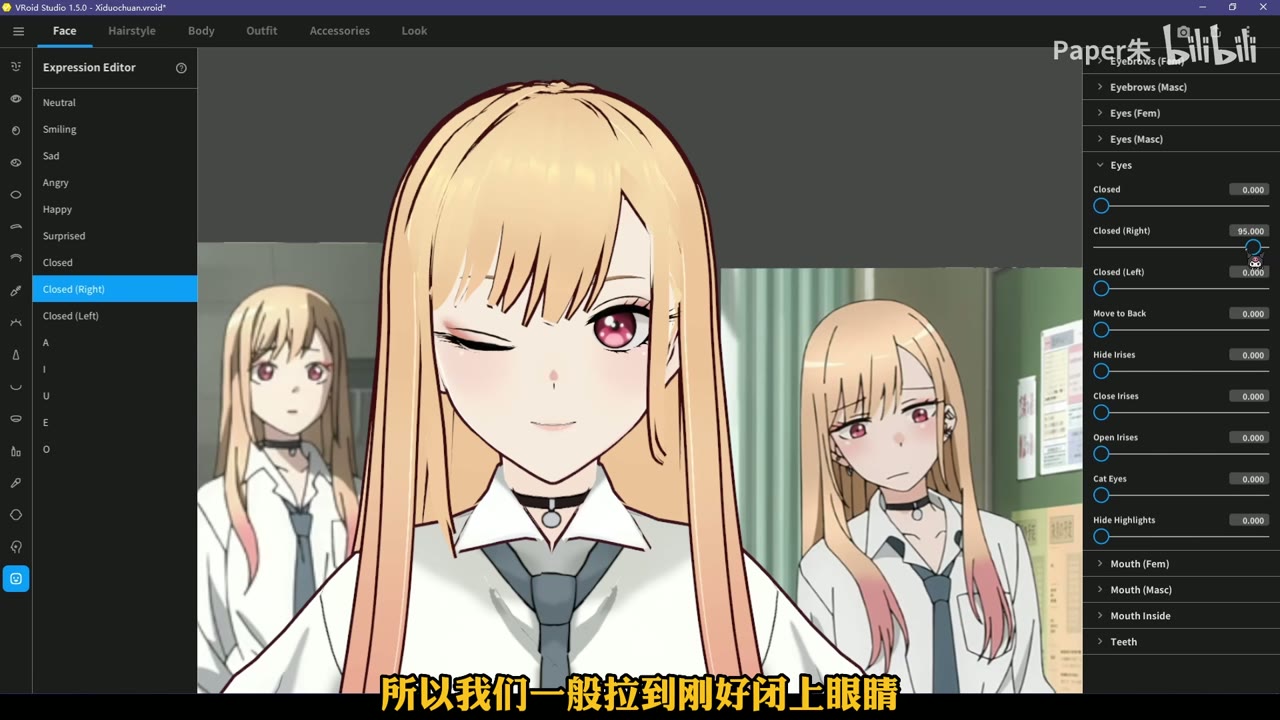 VRoid Studio 1.5.0 - Xiduochuan.vroid*
Face
Hairstyle
Body
Outfit
Accessories
Look
Paper朱 bilibili
Expression Editor
Neutral
Smiling
Sad
Angry
Happy
Surprised
Closed
Closed (Right)
Closed (Left)
A
I
U
E
O
Eyebrows (Fem)
Eyebrows (Masc)
Eyes (Fem)
Eyes (Masc)
Eyes
Closed 0.000
Closed (Right) 95.000
Closed (Left) 0.000
Move to Back 0.000
Hide Irises 0.000
Close Irises 0.000
Open Irises 0.000
Cat Eyes 0.000
Hide Highlights 0.000
Mouth (Fem)
Mouth (Masc)
Mouth Inside
Teeth
所以我们一般拉到刚好闭上眼睛